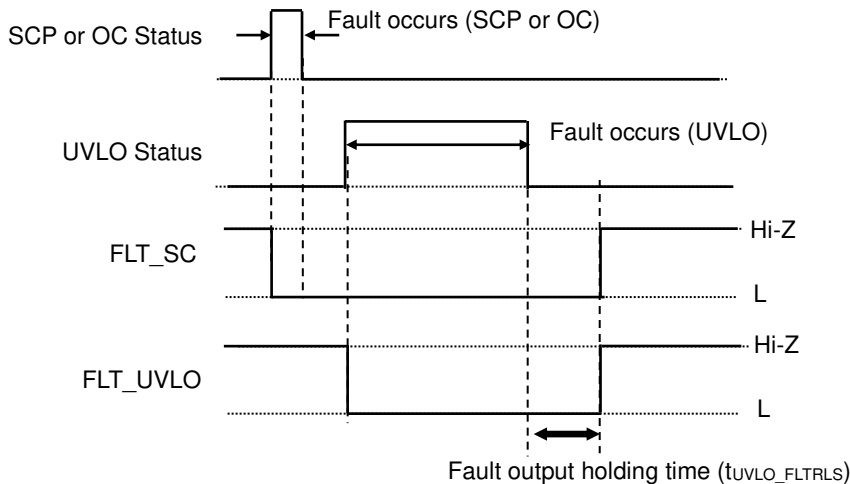 SCP or OC Status
Fault occurs (SCP or OC)
UVLO Status
Fault occurs (UVLO)
FLT_SC
Hi-Z
L
FLT_UVLO
Hi-Z
L
Fault output holding time (tUVLO_FLTRLS)